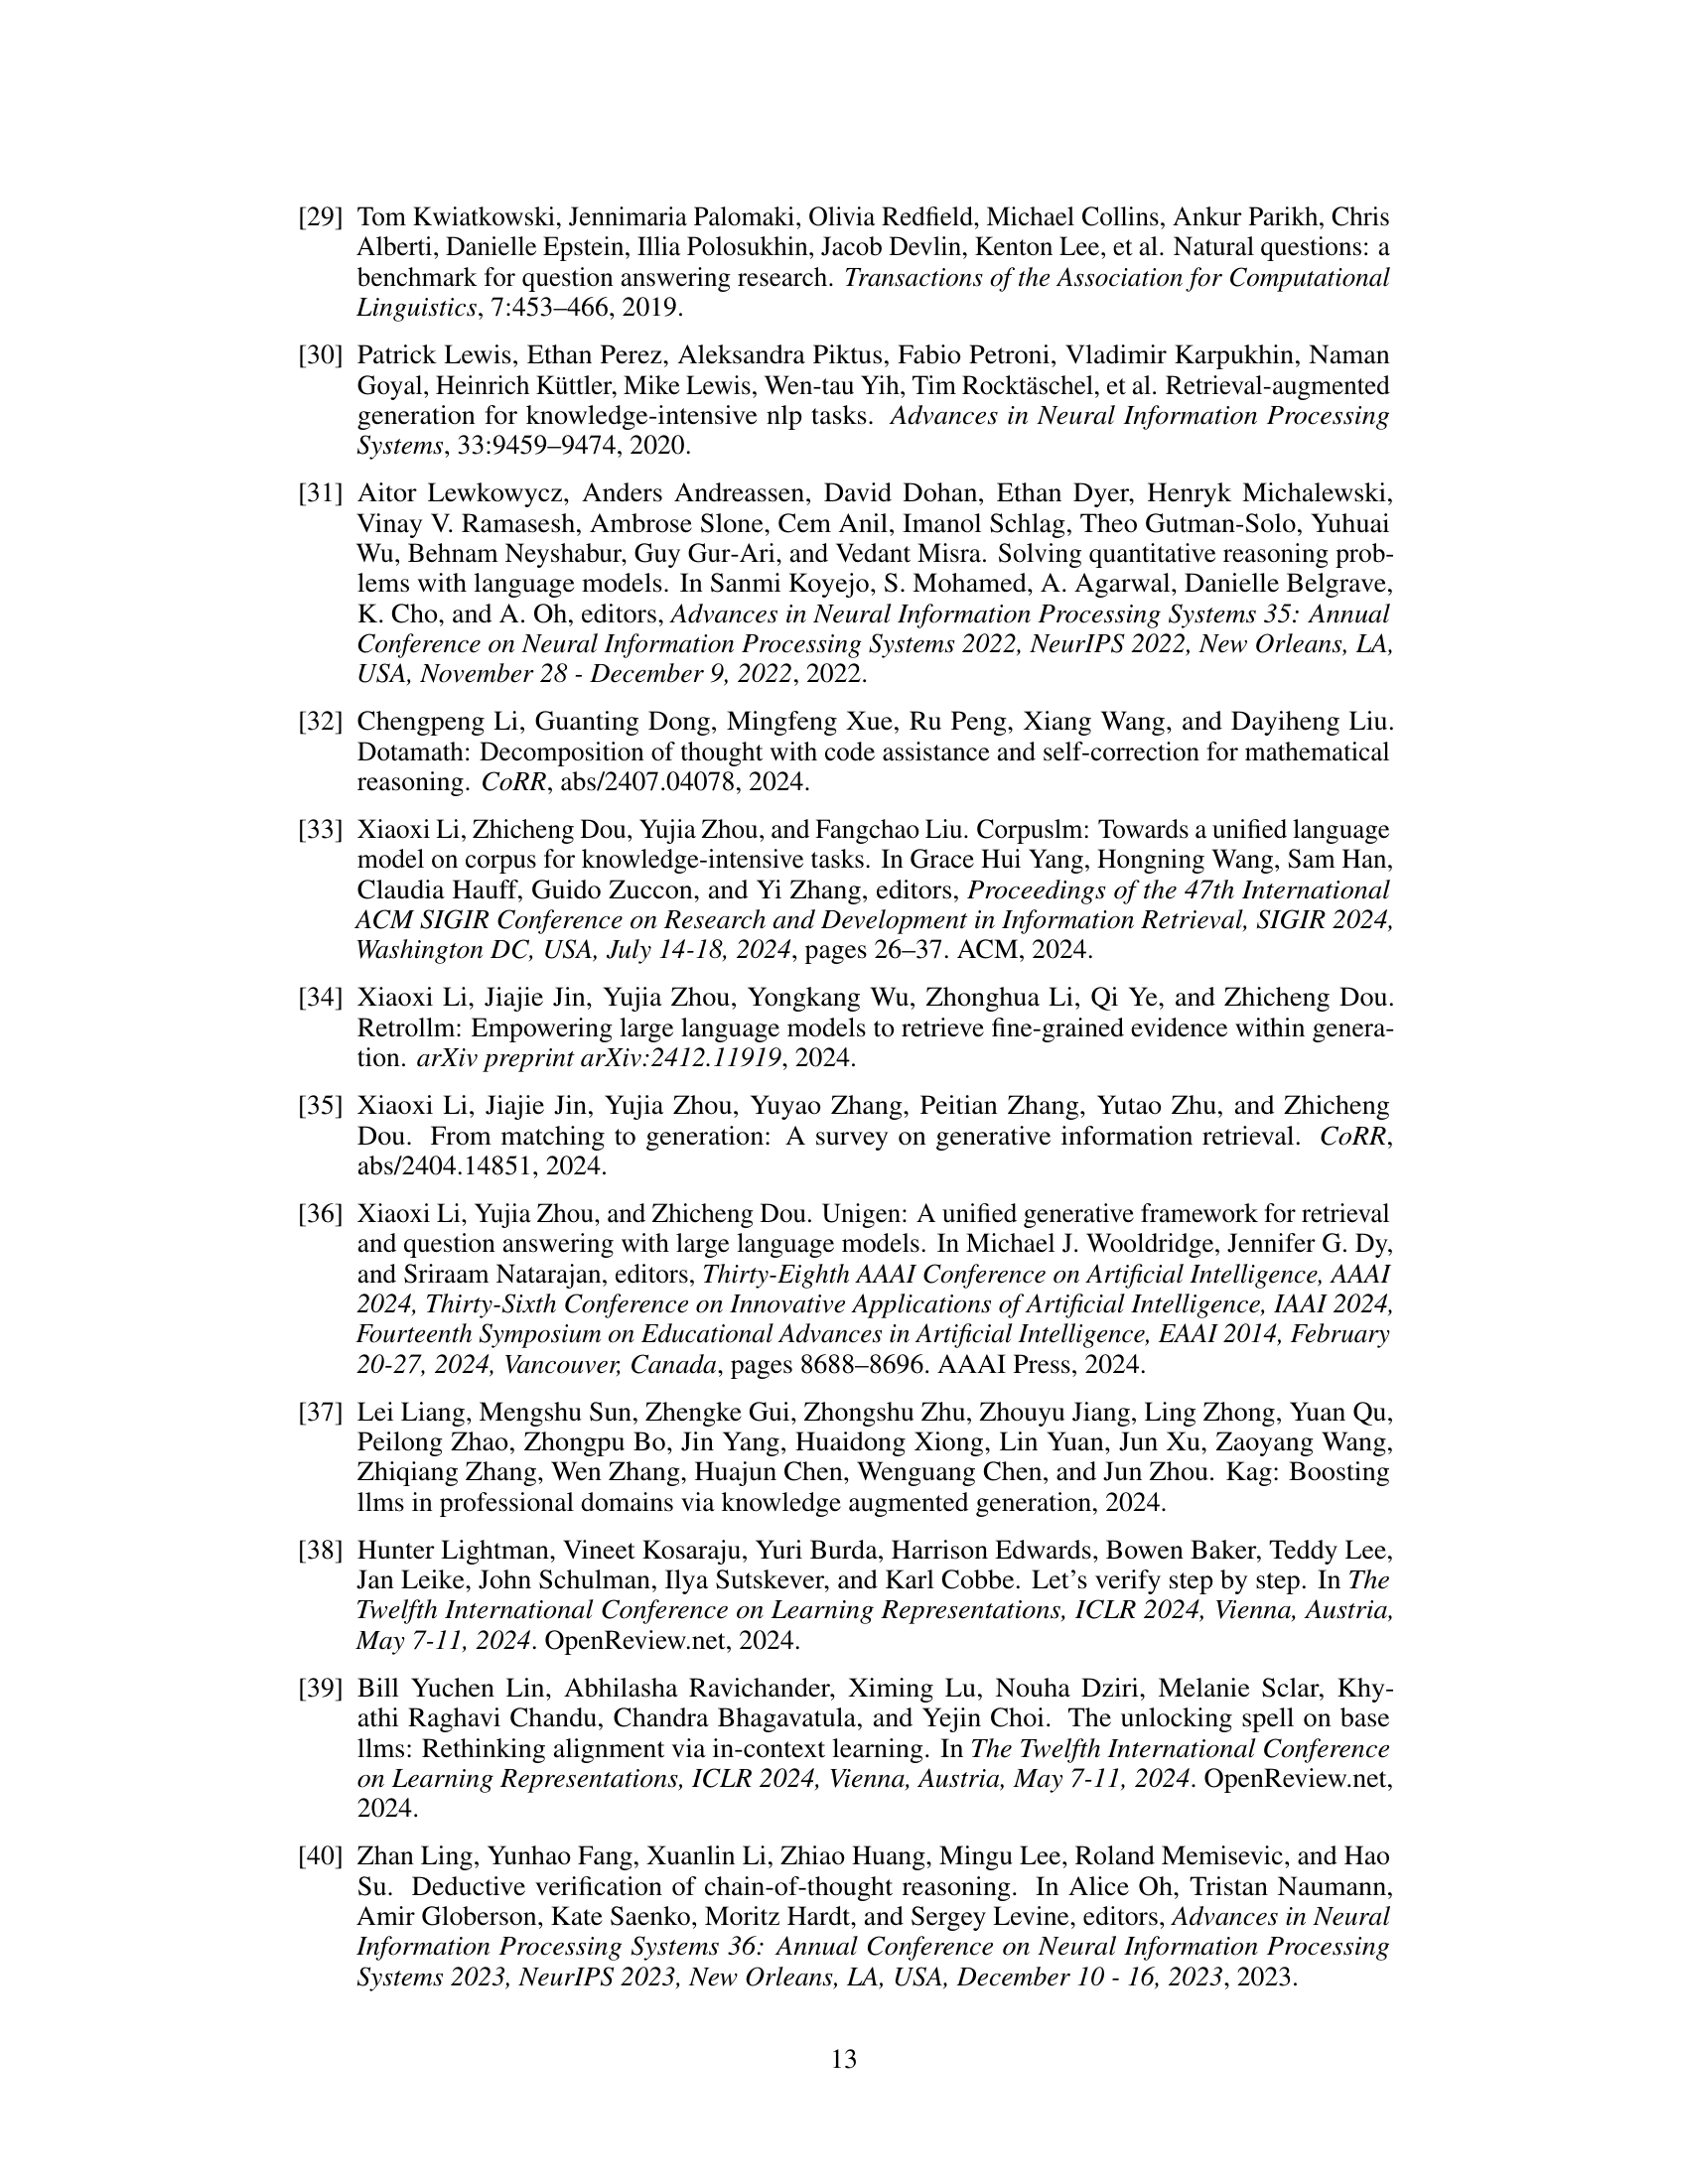 [29] Tom Kwiatkowski, Jennimaria Palomaki, Olivia Redfield, Michael Collins, Ankur Parikh, Chris
Alberti, Danielle Epstein, Illia Polosukhin, Jacob Devlin, Kenton Lee, et al. Natural questions: a
benchmark for question answering research. Transactions of the Association for Computational
Linguistics, 7:453–466, 2019.
[30] Patrick Lewis, Ethan Perez, Aleksandra Piktus, Fabio Petroni, Vladimir Karpukhin, Naman
Goyal, Heinrich Küttler, Mike Lewis, Wen-tau Yih, Tim Rocktäschel, et al. Retrieval-augmented
generation for knowledge-intensive nlp tasks. Advances in Neural Information Processing
Systems, 33:9459–9474, 2020.
[31] Aitor Lewkowycz, Anders Andreassen, David Dohan, Ethan Dyer, Henryk Michalewski,
Vinay V. Ramasesh, Ambrose Slone, Cem Anil, Imanol Schlag, Theo Gutman-Solo, Yuhuai
Wu, Behnam Neyshabur, Guy Gur-Ari, and Vedant Misra. Solving quantitative reasoning prob-
lems with language models. In Sanmi Koyejo, S. Mohamed, A. Agarwal, Danielle Belgrave,
K. Cho, and A. Oh, editors, Advances in Neural Information Processing Systems 35: Annual
Conference on Neural Information Processing Systems 2022, NeurIPS 2022, New Orleans, LA,
USA, November 28 - December 9, 2022, 2022.
[32] Chengpeng Li, Guanting Dong, Mingfeng Xue, Ru Peng, Xiang Wang, and Dayiheng Liu.
Dotamath: Decomposition of thought with code assistance and self-correction for mathematical
reasoning. CoRR, abs/2407.04078, 2024.
[33] Xiaoxi Li, Zhicheng Dou, Yujia Zhou, and Fangchao Liu. Corpuslm: Towards a unified language
model on corpus for knowledge-intensive tasks. In Grace Hui Yang, Hongning Wang, Sam Han,
Claudia Hauff, Guido Zuccon, and Yi Zhang, editors, Proceedings of the 47th International
ACM SIGIR Conference on Research and Development in Information Retrieval, SIGIR 2024,
Washington DC, USA, July 14-18, 2024, pages 26–37. ACM, 2024.
[34] Xiaoxi Li, Jiajie Jin, Yujia Zhou, Yongkang Wu, Zhonghua Li, Qi Ye, and Zhicheng Dou.
Retrollm: Empowering large language models to retrieve fine-grained evidence within genera-
tion. arXiv preprint arXiv:2412.11919, 2024.
[35] Xiaoxi Li, Jiajie Jin, Yujia Zhou, Yuyao Zhang, Peitian Zhang, Yutao Zhu, and Zhicheng
Dou. From matching to generation: A survey on generative information retrieval. CoRR,
abs/2404.14851, 2024.
[36] Xiaoxi Li, Yujia Zhou, and Zhicheng Dou. Unigen: A unified generative framework for retrieval
and question answering with large language models. In Michael J. Wooldridge, Jennifer G. Dy,
and Sriraam Natarajan, editors, Thirty-Eighth AAAI Conference on Artificial Intelligence, AAAI
2024, Thirty-Sixth Conference on Innovative Applications of Artificial Intelligence, IAAI 2024,
Fourteenth Symposium on Educational Advances in Artificial Intelligence, EAAI 2014, February
20-27, 2024, Vancouver, Canada, pages 8688–8696. AAAI Press, 2024.
[37] Lei Liang, Mengshu Sun, Zhengke Gui, Zhongshu Zhu, Zhouyu Jiang, Ling Zhong, Yuan Qu,
Peilong Zhao, Zhongpu Bo, Jin Yang, Huaidong Xiong, Lin Yuan, Jun Xu, Zaoyang Wang,
Zhiqiang Zhang, Wen Zhang, Huajun Chen, Wenguang Chen, and Jun Zhou. Kag: Boosting
llms in professional domains via knowledge augmented generation, 2024.
[38] Hunter Lightman, Vineet Kosaraju, Yuri Burda, Harrison Edwards, Bowen Baker, Teddy Lee,
Jan Leike, John Schulman, Ilya Sutskever, and Karl Cobbe. Let’s verify step by step. In The
Twelfth International Conference on Learning Representations, ICLR 2024, Vienna, Austria,
May 7-11, 2024. OpenReview.net, 2024.
[39] Bill Yuchen Lin, Abhilasha Ravichander, Ximing Lu, Nouha Dziri, Melanie Sclar, Khy-
athi Raghavi Chandu, Chandra Bhagavatula, and Yejin Choi. The unlocking spell on base
llms: Rethinking alignment via in-context learning. In The Twelfth International Conference
on Learning Representations, ICLR 2024, Vienna, Austria, May 7-11, 2024. OpenReview.net,
2024.
[40] Zhan Ling, Yunhao Fang, Xuanlin Li, Zhiao Huang, Mingu Lee, Roland Memisevic, and Hao
Su. Deductive verification of chain-of-thought reasoning. In Alice Oh, Tristan Naumann,
Amir Globerson, Kate Saenko, Moritz Hardt, and Sergey Levine, editors, Advances in Neural
Information Processing Systems 36: Annual Conference on Neural Information Processing
Systems 2023, NeurIPS 2023, New Orleans, LA, USA, December 10 - 16, 2023, 2023.
13